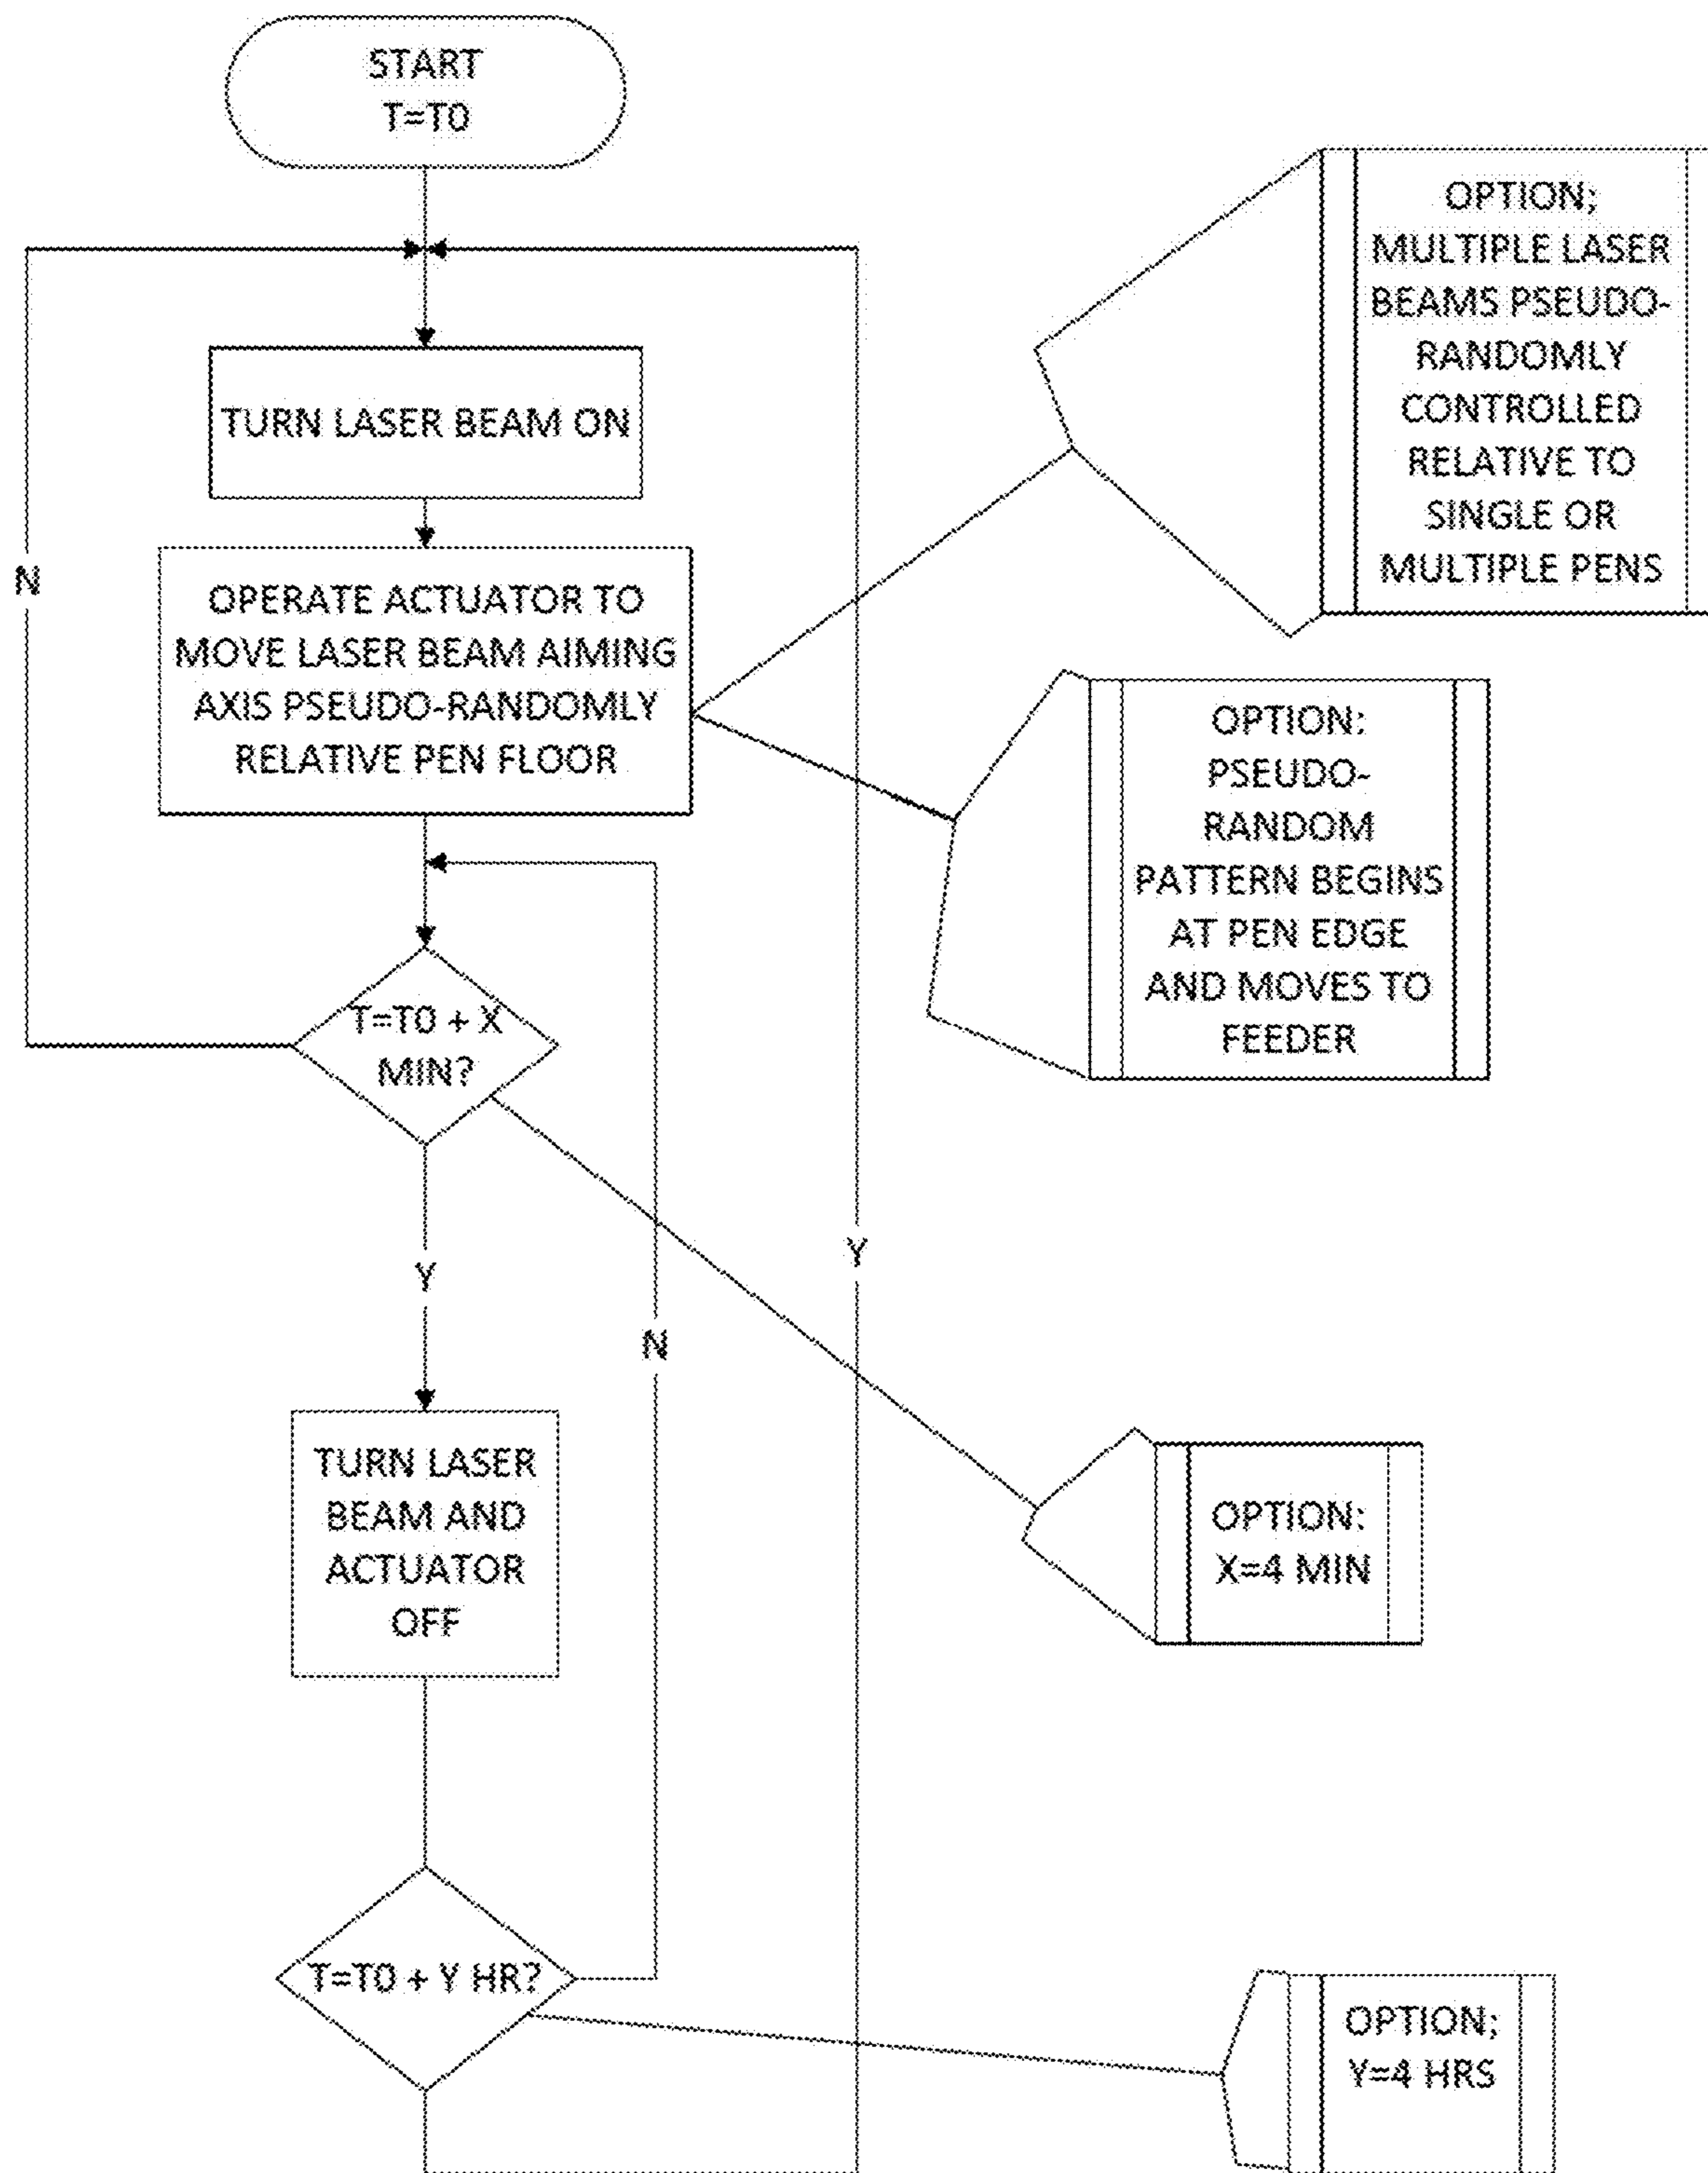 START
T=T0
TURN LASER BEAM ON
N
OPERATE ACTUATOR TO
MOVE LASER BEAM AIMING
AXIS PSEUDO-RANDOMLY
RELATIVE PEN FLOOR
OPTION;
MULTIPLE LASER
BEAMS PSEUDO-
RANDOMLY
CONTROLLED
RELATIVE TO
SINGLE OR
MULTIPLE PENS
OPTION:
PSEUDO-
RANDOM
PATTERN BEGINS
AT PEN EDGE
AND MOVES TO
FEEDER
T=T0 + X
MIN?
Y
Y
N
TURN LASER
BEAM AND
ACTUATOR
OFF
OPTION:
X=4 MIN
T=T0 + Y HR?
OPTION;
Y=4 HRS